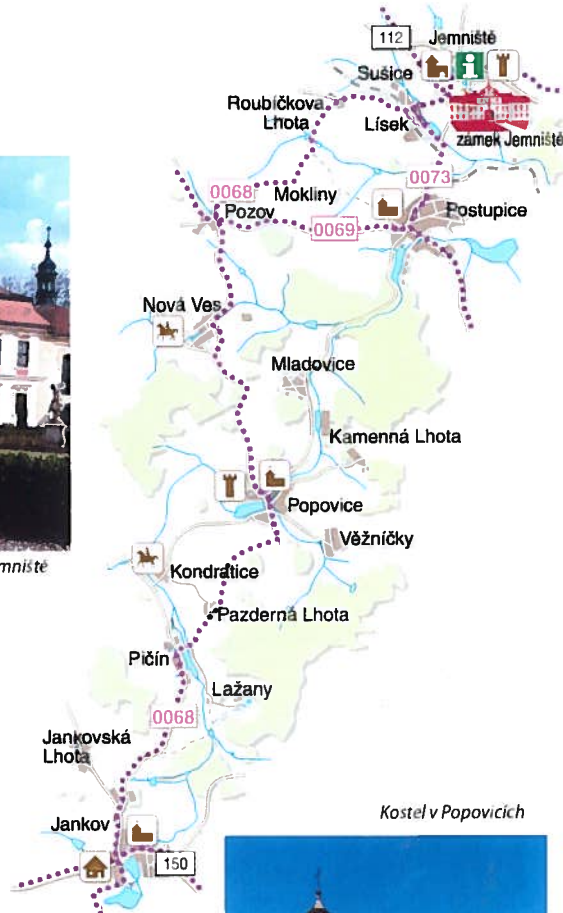 112
Jemniště
Sušice
Roubíčkova
Lhota
Lísek
zámek Jemniště
0073
0068
Mokliny
Postupice
Pozov
0069
Nová Ves
Mladovice
Kamenná Lhota
Popovice
Věžníčky
mniště
Kondratice
Pazderná Lhota
Pičín
Lažany
0068
Jankovská
Lhota
Kostel v Popovicích
Jankov
150